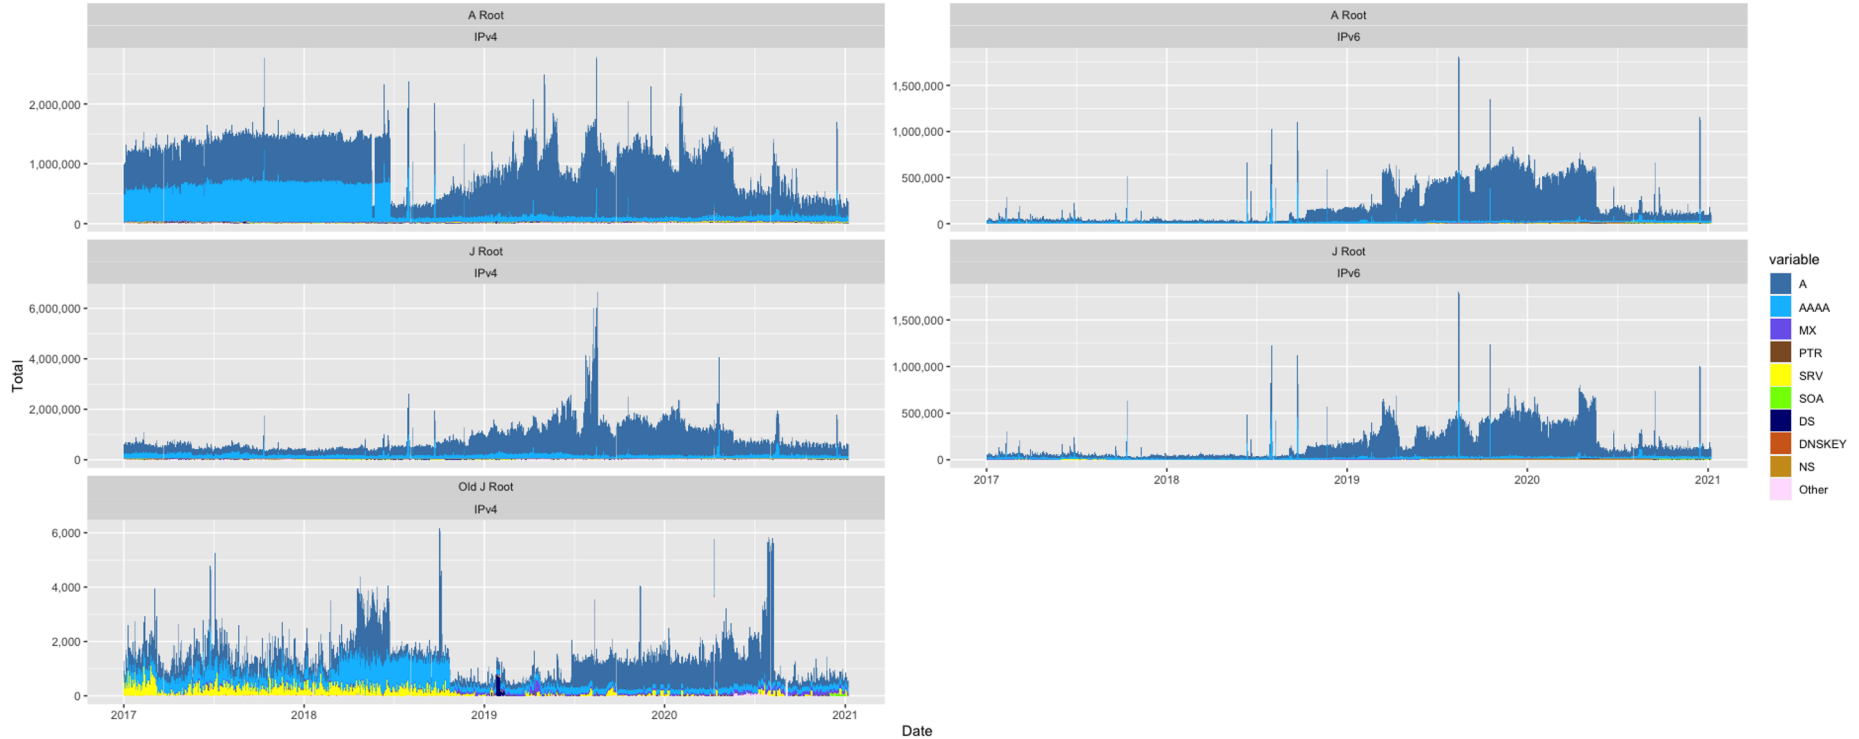 A Root
IPv4
2,000,000
1,000,000
0
A Root
IPv6
1,500,000
1,000,000
500,000
0
J Root
IPv4
6,000,000
4,000,000
2,000,000
0
J Root
IPv6
1,500,000
1,000,000
500,000
0
2017 2018 2019 2020 2021
Old J Root
IPv4
6,000
4,000
2,000
0
2017 2018 2019 2020 2021
Total
Date
variable
A
AAAA
MX
PTR
SRV
SOA
DS
DNSKEY
NS
Other